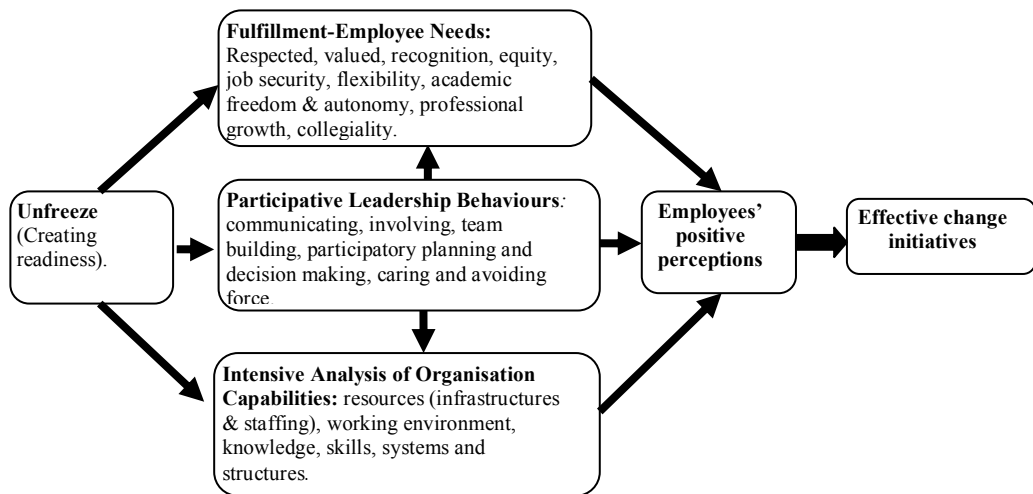 Fulfillment-Employee Needs:
Respected, valued, recognition, equity,
job security, flexibility, academic
freedom & autonomy, professional
growth, collegiality.
Unfreeze
(Creating
readiness).
Participative Leadership Behaviours:
communicating, involving, team
building, participatory planning and
decision making, caring and avoiding
force.
Employees’
positive
perceptions
Effective change
initiatives
Intensive Analysis of Organisation
Capabilities: resources (infrastructures
& staffing), working environment,
knowledge, skills, systems and
structures.